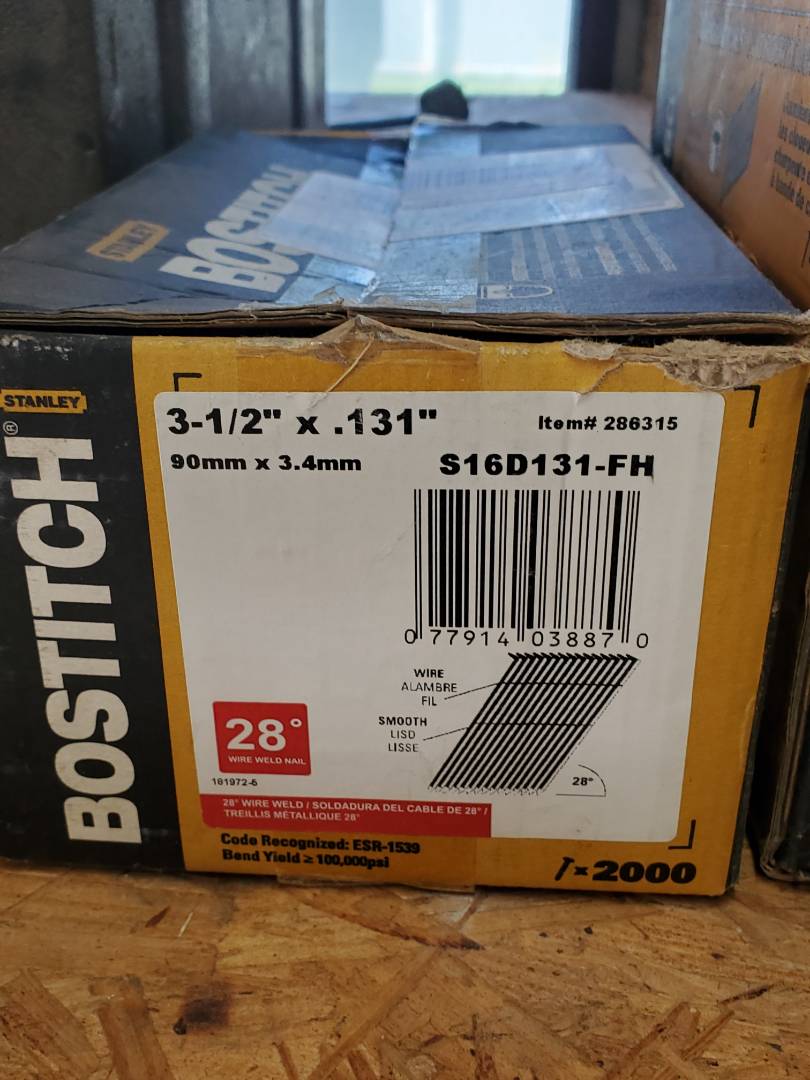 STANLEY
BOSTITCH
STANLEY
BOSTITCH®
3-1/2" x .131"
Item# 286315
90mm x 3.4mm
S16D131-FH
0 77914 03887 0
WIRE
ALAMBRE
FIL
SMOOTH
LISO
LISSE
28°
28°
WIRE WELD NAIL
181972-5
28° WIRE WELD / SOLDADURA DEL CABLE DE 28° /
TREILLIS MÉTALLIQUE 28°
Code Recognized: ESR-1539
Bend Yield ≥ 100,000psi
x 2000